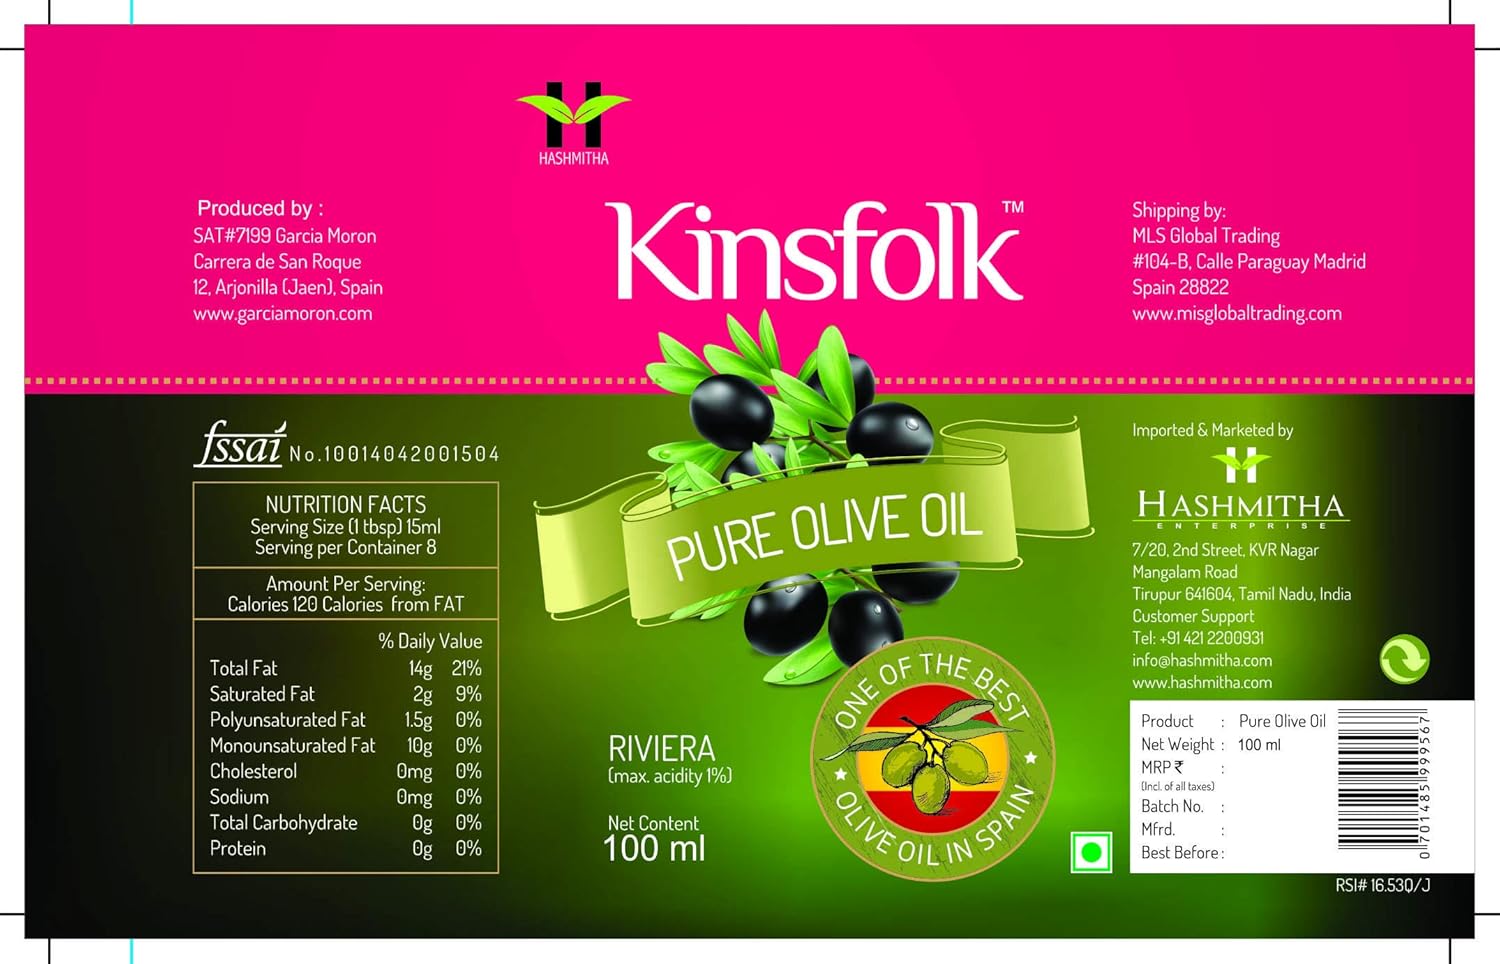 HASHMITHA
Kinsfolk™
Produced by :
SAT#7199 Garcia Moron
Carrera de San Roque
12, Arjonilla (Jaen), Spain
www.garciamoron.com
Shipping by:
MLS Global Trading
#104-B, Calle Paraguay Madrid
Spain 28822
www.misglobaltrading.com
fssai No.10014042001504
NUTRITION FACTS
Serving Size (1 tbsp) 15ml
Serving per Container 8
Amount Per Serving:
Calories 120 Calories from FAT
% Daily Value
Total Fat 14g 21%
Saturated Fat 2g 9%
Polyunsaturated Fat 1.5g 0%
Monounsaturated Fat 10g 0%
Cholesterol 0mg 0%
Sodium 0mg 0%
Total Carbohydrate 0g 0%
Protein 0g 0%
PURE OLIVE OIL
RIVIERA
(max. acidity 1%)
Net Content
100 ml
ONE OF THE BEST
OLIVE OIL IN SPAIN
Imported & Marketed by
H
HASHMITHA
ENTERPRISE
7/20, 2nd Street, KVR Nagar
Mangalam Road
Tirupur 641604, Tamil Nadu, India
Customer Support
Tel: +91 421 2200931
info@hashmitha.com
www.hashmitha.com
Product : Pure Olive Oil
Net Weight : 100 ml
MRP ₹ :
(Incl. of all taxes)
Batch No. :
Mfrd. :
Best Before :
0 701485 999567
RSI# 16.53Q/J